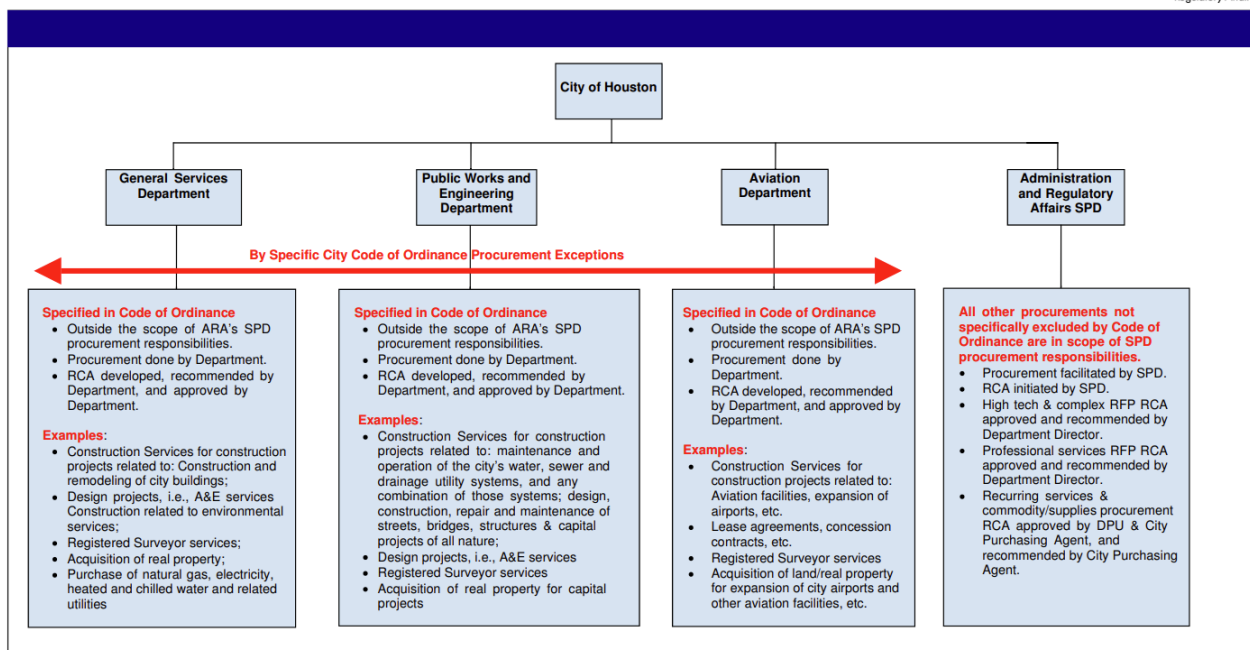 City of Houston
General Services
Department
Public Works and
Engineering
Department
Aviation
Department
Administration
and Regulatory
Affairs SPD
By Specific City Code of Ordinance Procurement Exceptions
Specified in Code of Ordinance
• Outside the scope of ARA's SPD
procurement responsibilities.
• Procurement done by Department.
• RCA developed, recommended by
Department, and approved by
Department.
Examples:
• Construction Services for construction
projects related to: Construction and
remodeling of city buildings;
• Design projects, i.e., A&E services
Construction related to environmental
services;
• Registered Surveyor services;
• Acquisition of real property;
• Purchase of natural gas, electricity,
heated and chilled water and related
utilities
Specified in Code of Ordinance
• Outside the scope of ARA's SPD
procurement responsibilities.
• Procurement done by Department.
• RCA developed, recommended by
Department, and approved by Department.
Examples:
• Construction Services for construction
projects related to: maintenance and
operation of the city's water, sewer and
drainage utility systems, and any
combination of those systems; design,
construction, repair and maintenance of
streets, bridges, structures & capital
projects of all nature;
• Design projects, i.e., A&E services
• Registered Surveyor services
• Acquisition of real property for capital
projects
Specified in Code of Ordinance
• Outside the scope of ARA's SPD
procurement responsibilities.
• Procurement done by
Department.
• RCA developed, recommended
by Department, and approved by
Department.
Examples:
• Construction Services for
construction projects related to:
Aviation facilities, expansion of
airports, etc.
• Lease agreements, concession
contracts, etc.
• Registered Surveyor services
• Acquisition of land/real property
for expansion of city airports and
other aviation facilities, etc.
All other procurements not
specifically excluded by Code of
Ordinance are in scope of SPD
procurement responsibilities.
• Procurement facilitated by SPD.
• RCA initiated by SPD.
• High tech & complex RFP RCA
approved and recommended by
Department Director.
• Professional services RFP RCA
approved and recommended by
Department Director.
• Recurring services &
commodity/supplies procurement
RCA approved by DPU & City
Purchasing Agent, and
recommended by City Purchasing
Agent.